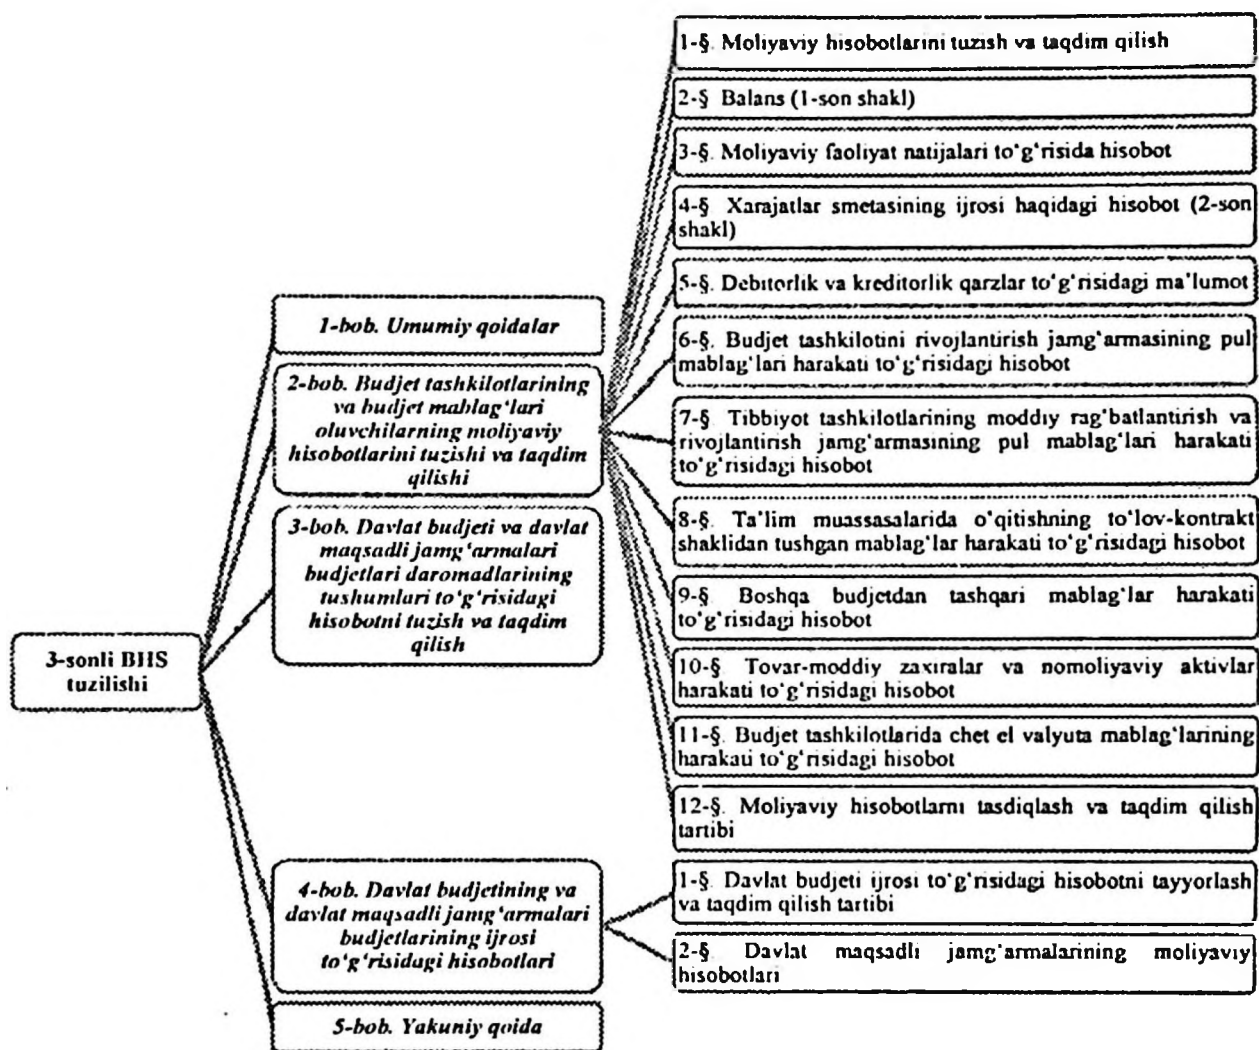 3-sonli BHS
tuzilishi
1-bob. Umumiy qoidalar
2-bob. Budjet tashkilotlarining
va budjet mablag‘lari
oluvchilarning moliyaviy
hisobotlarini tuzishi va taqdim
qilishi
3-bob. Davlat budjeti va davlat
maqsadli jamg‘armalari
budjetlari daromadlarining
tushumlari to‘g‘risidagi
hisobotni tuzish va taqdim
qilish
4-bob. Davlat budjetining va
davlat maqsadli jamg‘armalari
budjetlarining ijrosi
to‘g‘risidagi hisobotlari
5-bob. Yakuniy qoida
1-§. Moliyaviy hisobotlarini tuzish va taqdim qilish
2-§ Balans (1-son shakl)
3-§. Moliyaviy faoliyat natijalari to‘g‘risida hisobot
4-§ Xarajatlar smetasining ijrosi haqidagi hisobot (2-son
shakl)
5-§. Debitorlik va kreditorlik qarzlar to‘g‘risidagi ma’lumot
6-§. Budjet tashkilotini rivojlantirish jamg‘armasining pul
mablag‘lari harakati to‘g‘risidagi hisobot
7-§ Tibbiyot tashkilotlarining moddiy rag‘batlantirish va
rivojlantirish jamg‘armasining pul mablag‘lari harakati
to‘g‘risidagi hisobot
8-§. Ta’lim muassasalarida o‘qitishning to‘lov-kontrakt
shaklidan tushgan mablag‘lar harakati to‘g‘risidagi hisobot
9-§ Boshqa budjetdan tashqari mablag‘lar harakati
to‘g‘risidagi hisobot
10-§ Tovar-moddiy zaxiralar va nomoliyaviy aktivlar
harakati to‘g‘risidagi hisobot
11-§. Budjet tashkilotlarida chet el valyuta mablag‘larining
harakati to‘g‘risidagi hisobot
12-§. Moliyaviy hisobotlarni tasdiqlash va taqdim qilish
tartibi
1-§. Davlat budjeti ijrosi to‘g‘risidagi hisobotni tayyorlash
va taqdim qilish tartibi
2-§ Davlat maqsadli jamg‘armalarining moliyaviy
hisobotlari